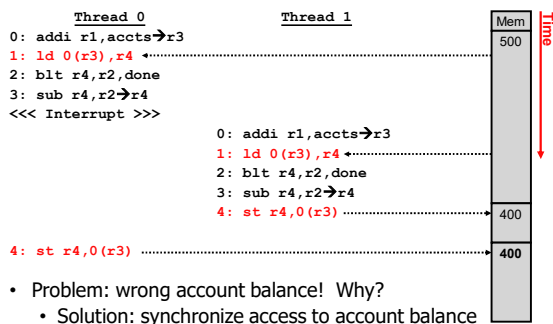 Thread 0 Thread 1 Mem
0: addi r1,accts➔r3 500
1: ld 0(r3),r4
2: blt r4,r2,done
3: sub r4,r2➔r4
<<< Interrupt >>>
0: addi r1,accts➔r3
1: ld 0(r3),r4
2: blt r4,r2,done
3: sub r4,r2➔r4
4: st r4,0(r3) 400
4: st r4,0(r3) 400
Time
• Problem: wrong account balance! Why?
• Solution: synchronize access to account balance